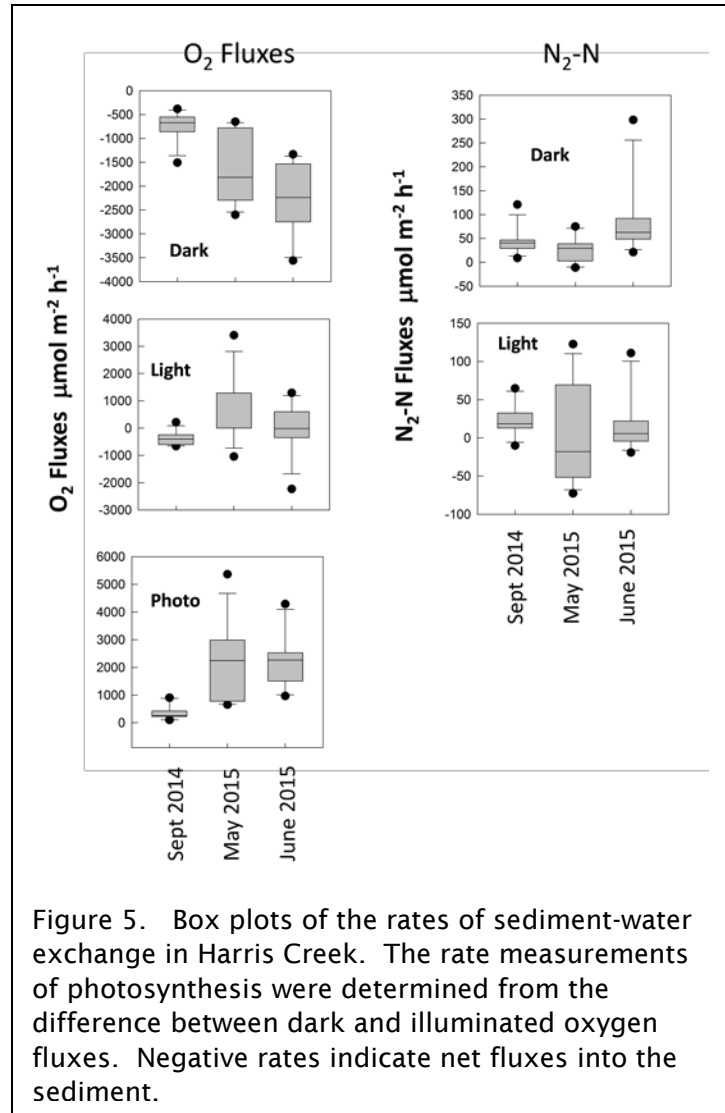 O2 Fluxes
N2-N
0
-500
-1000
-1500
-2000
-2500
-3000
-3500
-4000
Dark
350
300
250
200
150
100
50
0
-50
Dark
4000
3000
2000
1000
0
-1000
-2000
-3000
Light
150
100
50
0
-50
-100
Light
O2 Fluxes μmol m-2 h-1
N2-N Fluxes μmol m-2 h-1
6000
5000
4000
3000
2000
1000
0
Photo
Sept 2014
May 2015
June 2015
Sept 2014
May 2015
June 2015
Figure 5. Box plots of the rates of sediment-water
exchange in Harris Creek. The rate measurements
of photosynthesis were determined from the
difference between dark and illuminated oxygen
fluxes. Negative rates indicate net fluxes into the
sediment.